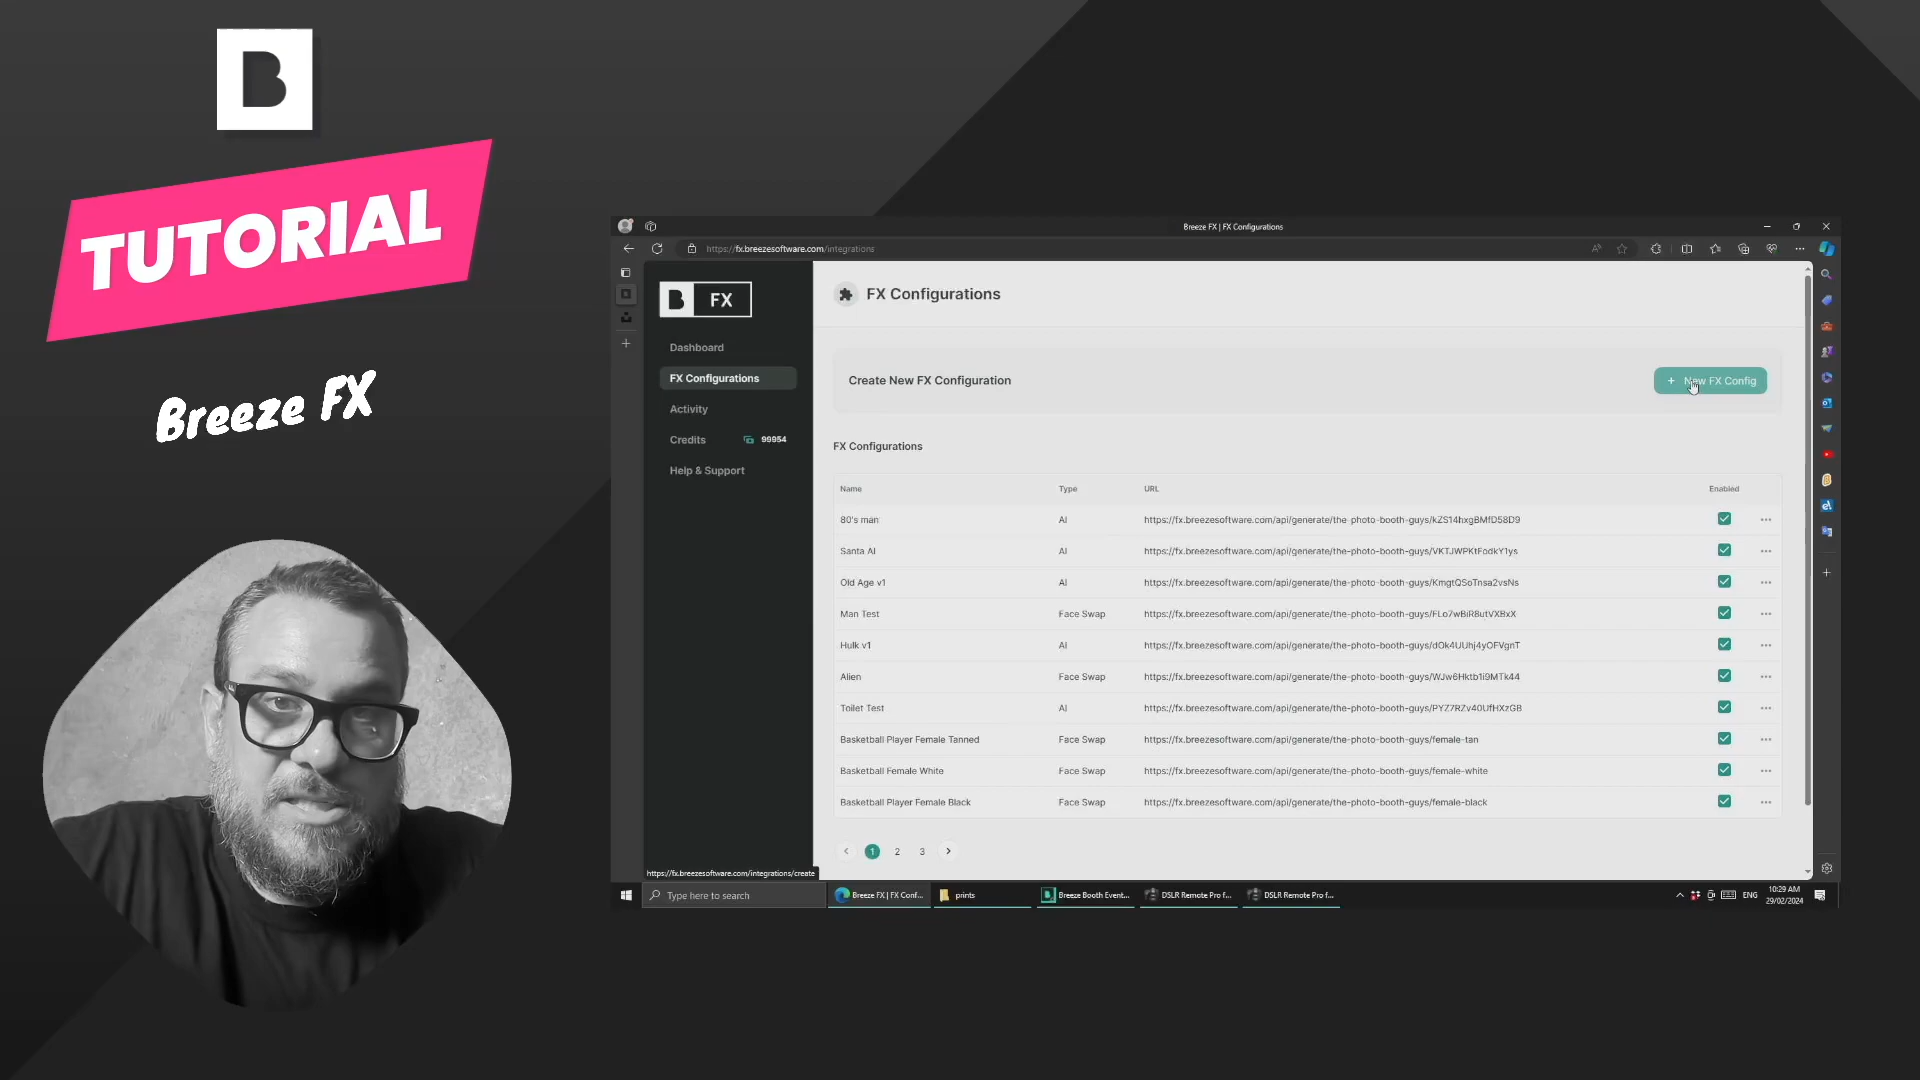 B
TUTORIAL
Breeze FX
Breeze FX | FX Configurations
https://fx.breezesoftware.com/integrations
B FX
Dashboard
FX Configurations
Activity
Credits 99954
Help & Support
FX Configurations
Create New FX Configuration
+ New FX Config
FX Configurations
Name Type URL Enabled
80's man AI https://fx.breezesoftware.com/api/generate/the-photo-booth-guys/kZS14hxgBMfD58D9
Santa AI AI https://fx.breezesoftware.com/api/generate/the-photo-booth-guys/VKTJWPKtFodkY1ys
Old Age v1 AI https://fx.breezesoftware.com/api/generate/the-photo-booth-guys/KmgtQSoTnsa2vsNs
Man Test Face Swap https://fx.breezesoftware.com/api/generate/the-photo-booth-guys/FLo7wBiR8utVXBxX
Hulk v1 AI https://fx.breezesoftware.com/api/generate/the-photo-booth-guys/dOk4UUhj4yOFVgnT
Alien Face Swap https://fx.breezesoftware.com/api/generate/the-photo-booth-guys/WJw6Hktb1i9MTk44
Toilet Test AI https://fx.breezesoftware.com/api/generate/the-photo-booth-guys/PYZ7RZv40UfHXzGB
Basketball Player Female Tanned Face Swap https://fx.breezesoftware.com/api/generate/the-photo-booth-guys/female-tan
Basketball Female White Face Swap https://fx.breezesoftware.com/api/generate/the-photo-booth-guys/female-white
Basketball Player Female Black Face Swap https://fx.breezesoftware.com/api/generate/the-photo-booth-guys/female-black
1 2 3
https://fx.breezesoftware.com/integrations/create
Type here to search
Breeze FX | FX Conf...
prints
Breeze Booth Event...
DSLR Remote Pro f...
DSLR Remote Pro f...
ENG
10:29 AM
29/02/2024